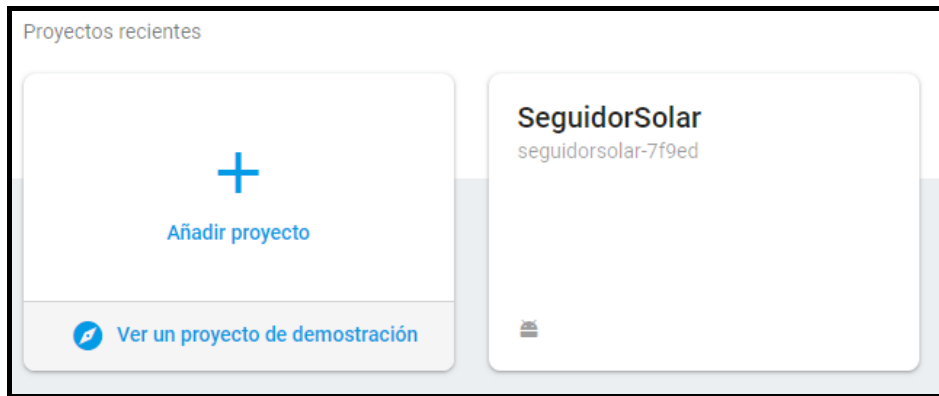 Proyectos recientes
Añadir proyecto
Ver un proyecto de demostración
SeguidorSolar
seguidorsolar-7f9ed